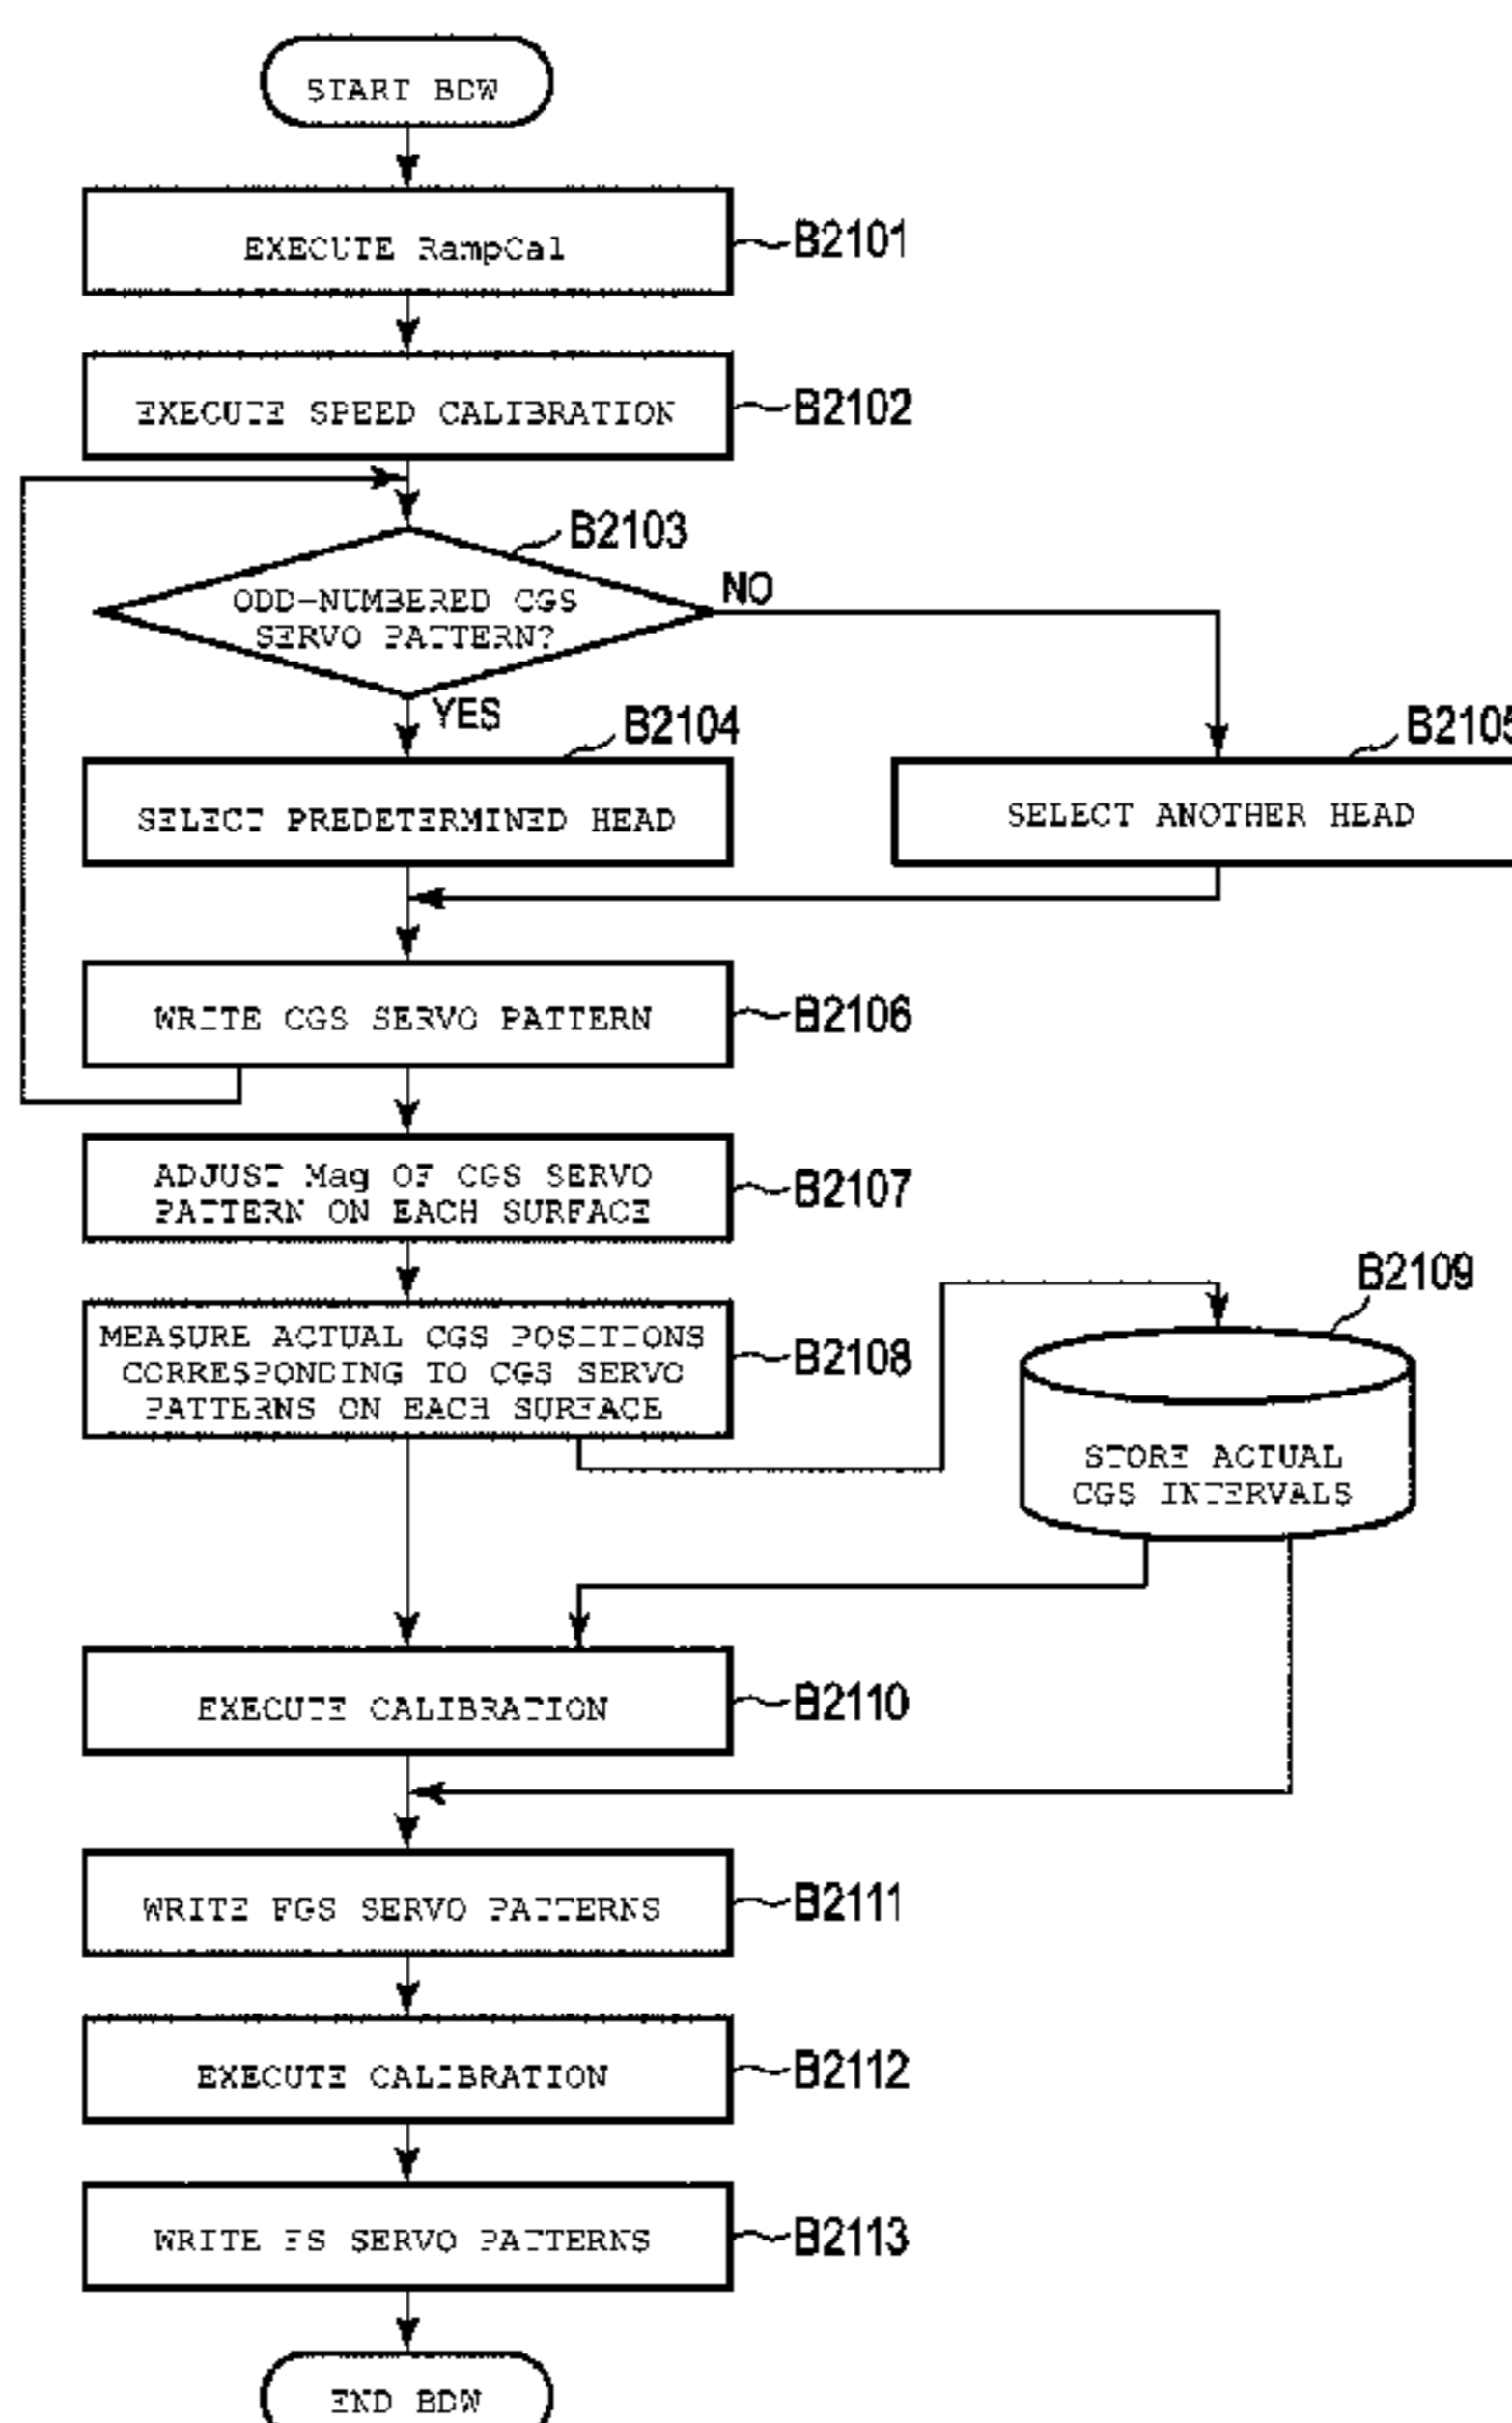 START BDW
EXECUTE RampCal
B2101
EXECUTE SPEED CALIBRATION
B2102
B2103
ODD-NUMBERED CGS
SERVO PATTERN?
NO
YES
B2104
B2105
SELECT PREDETERMINED HEAD
SELECT ANOTHER HEAD
WRITE CGS SERVO PATTERN
B2106
ADJUST Mag OF CGS SERVO
PATTERN ON EACH SURFACE
B2107
B2109
MEASURE ACTUAL CGS POSITIONS
CORRESPONDING TO CGS SERVO
PATTERNS ON EACH SURFACE
B2108
STORE ACTUAL
CGS INTERVALS
EXECUTE CALIBRATION
B2110
WRITE FGS SERVO PATTERNS
B2111
EXECUTE CALIBRATION
B2112
WRITE FS SERVO PATTERNS
B2113
END BDW